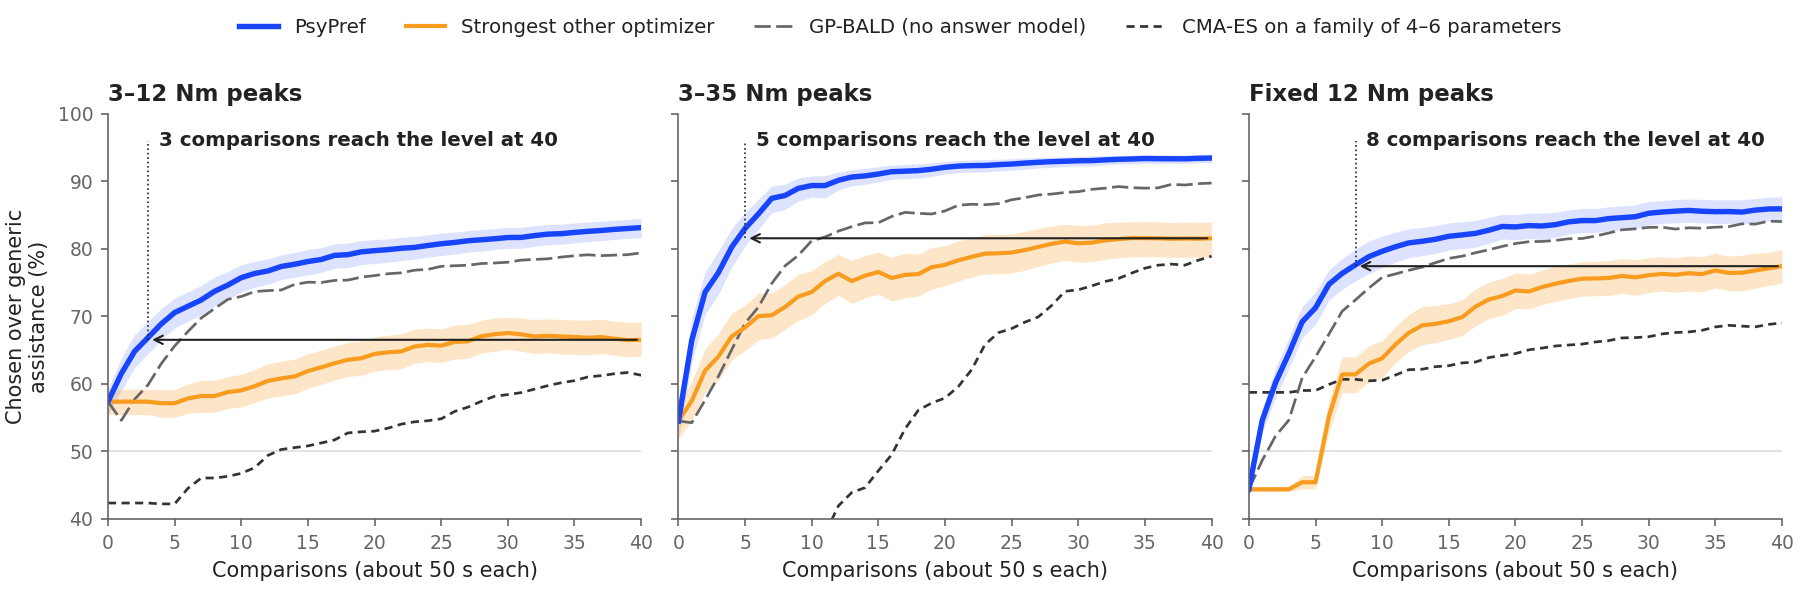 PsyPref
Strongest other optimizer
GP-BALD (no answer model)
CMA-ES on a family of 4–6 parameters
3–12 Nm peaks
3–35 Nm peaks
Fixed 12 Nm peaks
3 comparisons reach the level at 40
5 comparisons reach the level at 40
8 comparisons reach the level at 40
Chosen over generic
assistance (%)
100
90
80
70
60
50
40
0 5 10 15 20 25 30 35 40
0 5 10 15 20 25 30 35 40
0 5 10 15 20 25 30 35 40
Comparisons (about 50 s each)
Comparisons (about 50 s each)
Comparisons (about 50 s each)